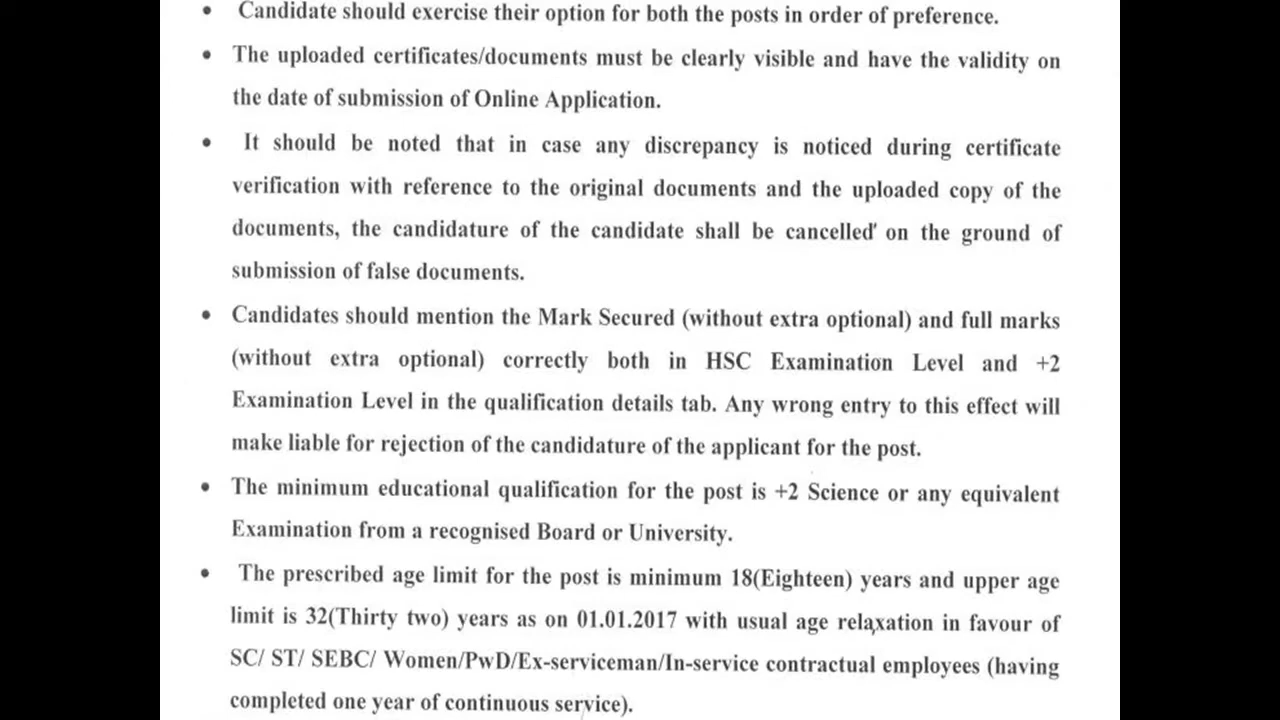 • Candidate should exercise their option for both the posts in order of preference.
• The uploaded certificates/documents must be clearly visible and have the validity on
the date of submission of Online Application.
• It should be noted that in case any discrepancy is noticed during certificate
verification with reference to the original documents and the uploaded copy of the
documents, the candidature of the candidate shall be cancelled on the ground of
submission of false documents.
• Candidates should mention the Mark Secured (without extra optional) and full marks
(without extra optional) correctly both in HSC Examination Level and +2
Examination Level in the qualification details tab. Any wrong entry to this effect will
make liable for rejection of the candidature of the applicant for the post.
• The minimum educational qualification for the post is +2 Science or any equivalent
Examination from a recognised Board or University.
• The prescribed age limit for the post is minimum 18(Eighteen) years and upper age
limit is 32(Thirty two) years as on 01.01.2017 with usual age relaxation in favour of
SC/ ST/ SEBC/ Women/PwD/Ex-serviceman/In-service contractual employees (having
completed one year of continuous service).